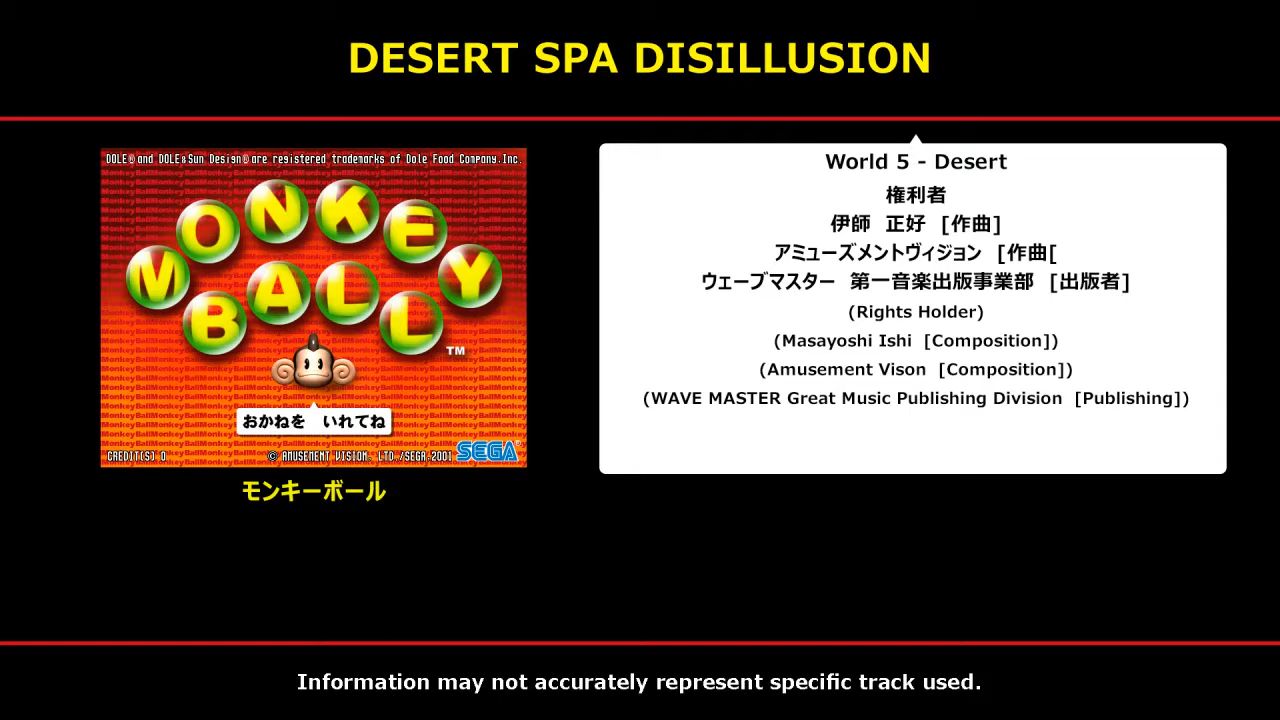 DESERT SPA DISILLUSION
DOLE® and DOLE&Sun Design® are registered trademarks of Dole Food Company, Inc.
MONKEY
BALL
TM
おかねを　いれてね
CREDIT(S) 0
© AMUSEMENT VISION, LTD./SEGA,2001
SEGA
モンキーボール
World 5 - Desert
権利者
伊師　正好　[作曲]
アミューズメントヴィジョン　[作曲[
ウェーブマスター　第一音楽出版事業部　[出版者]
(Rights Holder)
(Masayoshi Ishi  [Composition])
(Amusement Vison  [Composition])
(WAVE MASTER Great Music Publishing Division  [Publishing])
Information may not accurately represent specific track used.